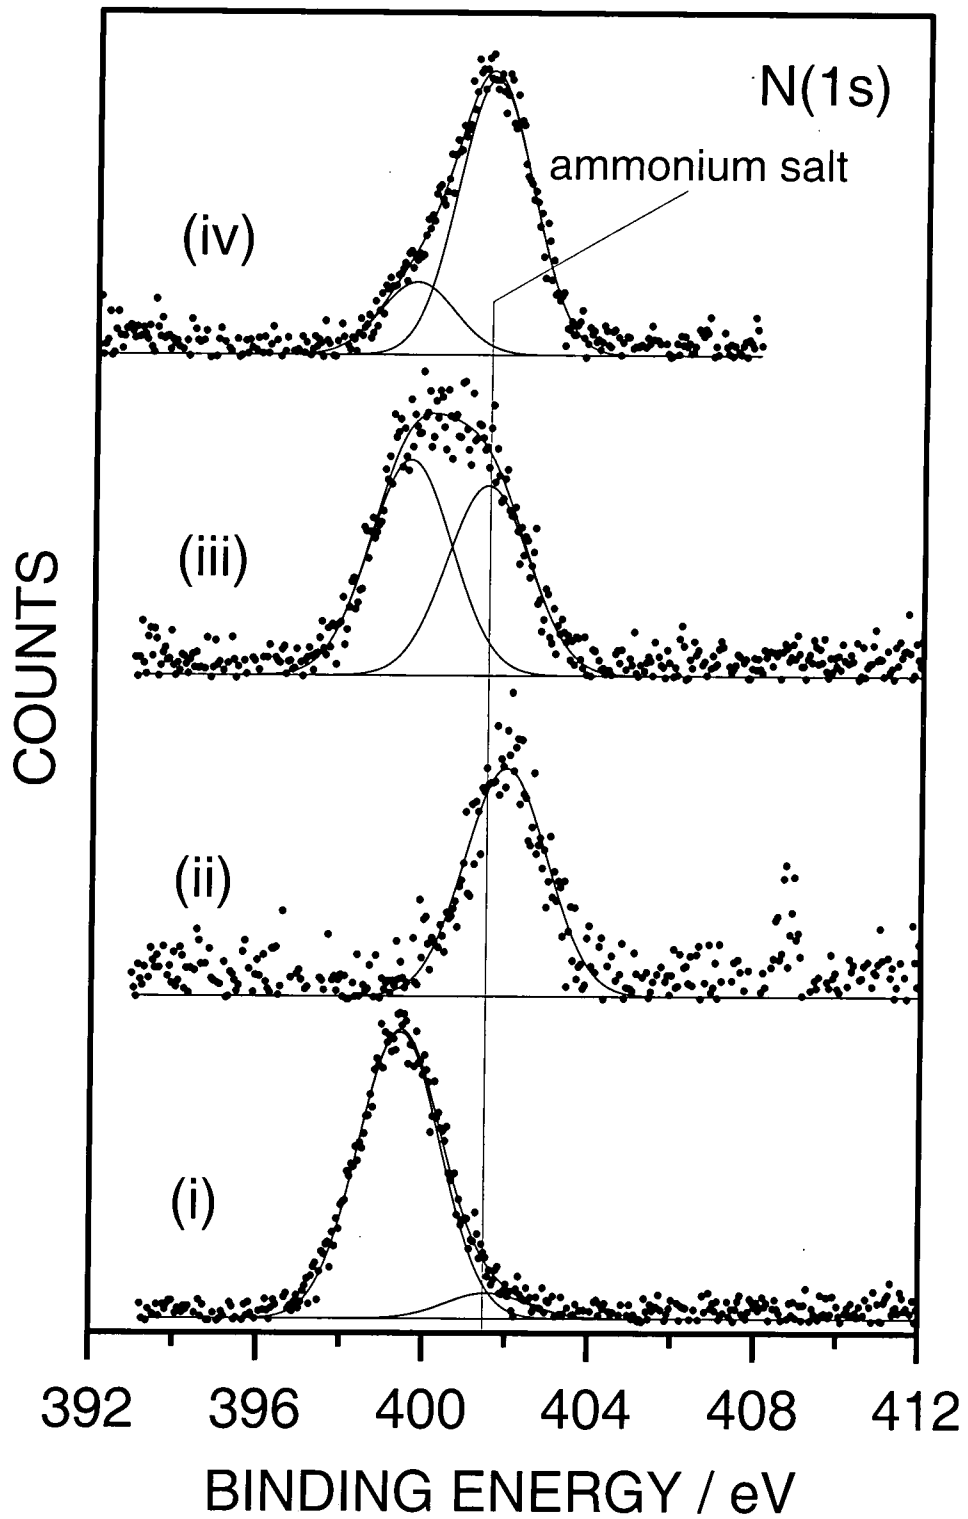 N(1s)
ammonium salt
(iv)
(iii)
(ii)
(i)
COUNTS
392 396 400 404 408 412
BINDING ENERGY / eV